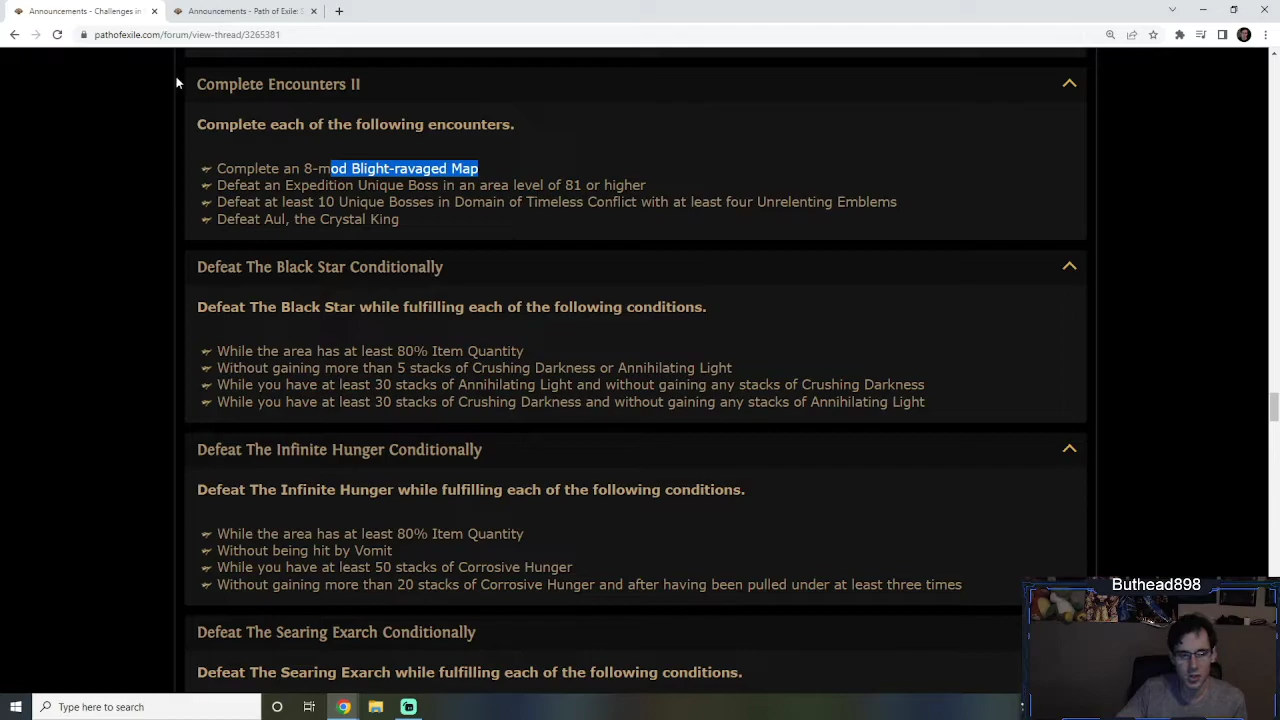 Announcements - Challenges in
Announcements - Path of Exile: S
pathofexile.com/forum/view-thread/3265381
Complete Encounters II
Complete each of the following encounters.
Complete an 8-mod Blight-ravaged Map
Defeat an Expedition Unique Boss in an area level of 81 or higher
Defeat at least 10 Unique Bosses in Domain of Timeless Conflict with at least four Unrelenting Emblems
Defeat Aul, the Crystal King
Defeat The Black Star Conditionally
Defeat The Black Star while fulfilling each of the following conditions.
While the area has at least 80% Item Quantity
Without gaining more than 5 stacks of Crushing Darkness or Annihilating Light
While you have at least 30 stacks of Annihilating Light and without gaining any stacks of Crushing Darkness
While you have at least 30 stacks of Crushing Darkness and without gaining any stacks of Annihilating Light
Defeat The Infinite Hunger Conditionally
Defeat The Infinite Hunger while fulfilling each of the following conditions.
While the area has at least 80% Item Quantity
Without being hit by Vomit
While you have at least 50 stacks of Corrosive Hunger
Without gaining more than 20 stacks of Corrosive Hunger and after having been pulled under at least three times
Buthead898
Defeat The Searing Exarch Conditionally
Defeat The Searing Exarch while fulfilling each of the following conditions.
Type here to search